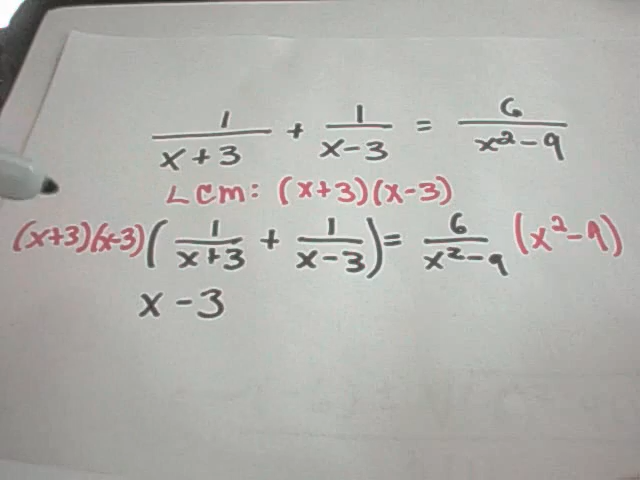 1/(x+3) + 1/(x-3) = 6/(x²-9)
LCM: (x+3)(x-3)
(x+3)(x-3)(1/(x+3) + 1/(x-3)) = 6/(x²-9) (x²-9)
x-3